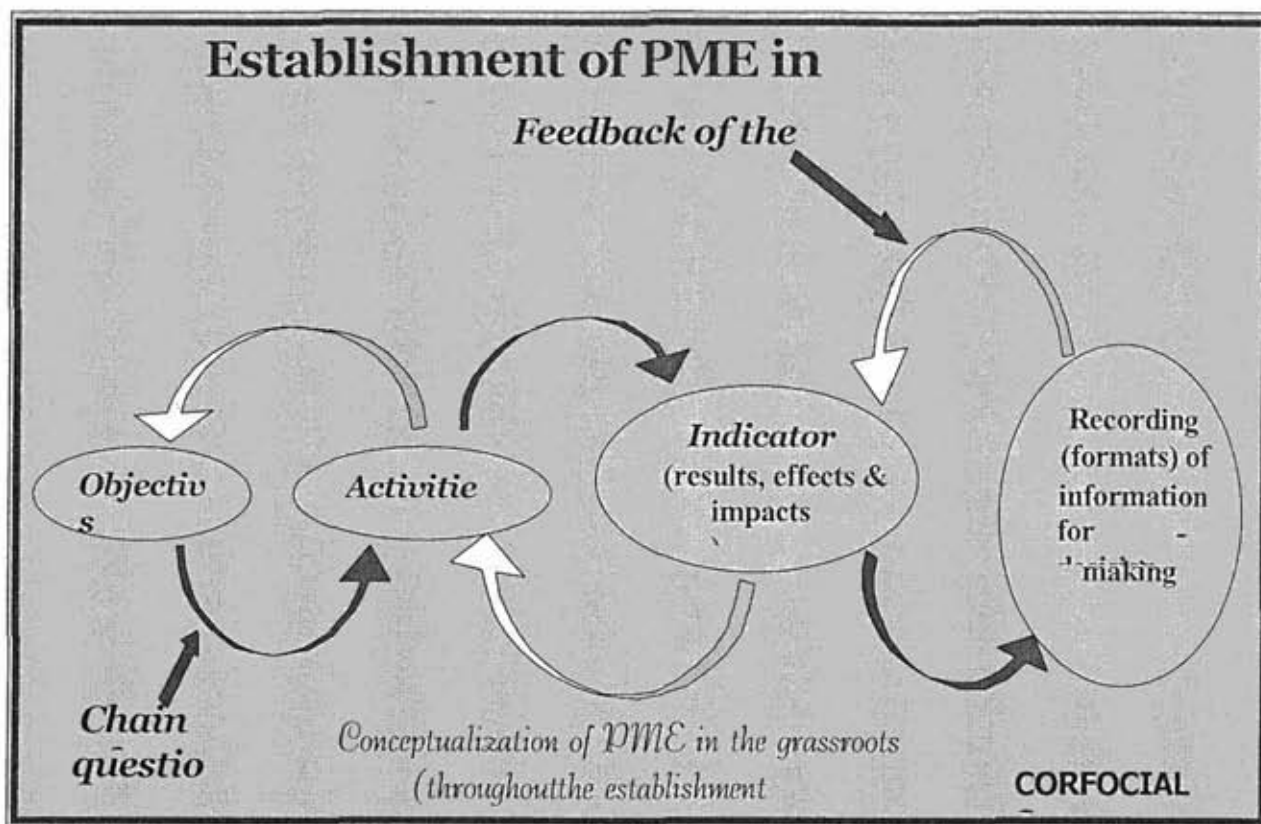 Establishment of PME in
Feedback of the
Objectiv
s
Activitie
Indicator
(results, effects &
impacts
Recording
(formats) of
information
for -
making
Chain
questio
Conceptualization of PME in the grassroots
(throughoutthe establishment
CORFOCIAL